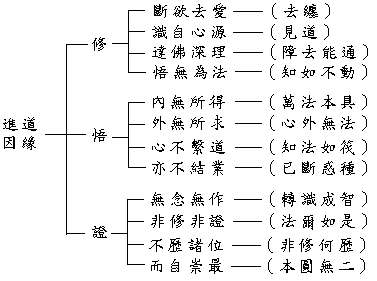 進道因緣
修
斷欲去愛（去纏）
識自心源（見道）
達佛深理（障去能通）
悟無為法（知如不動）
悟
內無所得（萬法本具）
外無所求（心外無法）
心不繫道（知法如筏）
亦不結業（已斷惑種）
證
無念無作（轉識成智）
非修非證（法爾如是）
不歷諸位（非修何歷）
而自崇最（本圓無二）